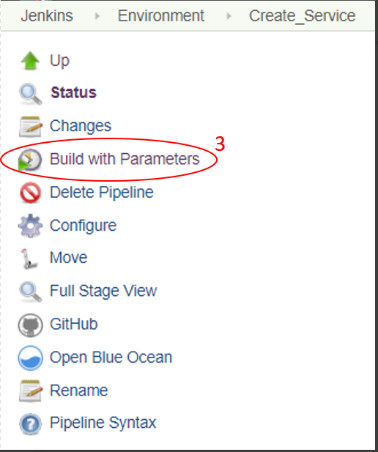 Jenkins Environment Create_Service
Up
Status
Changes
Build with Parameters 3
Delete Pipeline
Configure
Move
Full Stage View
GitHub
Open Blue Ocean
Rename
Pipeline Syntax